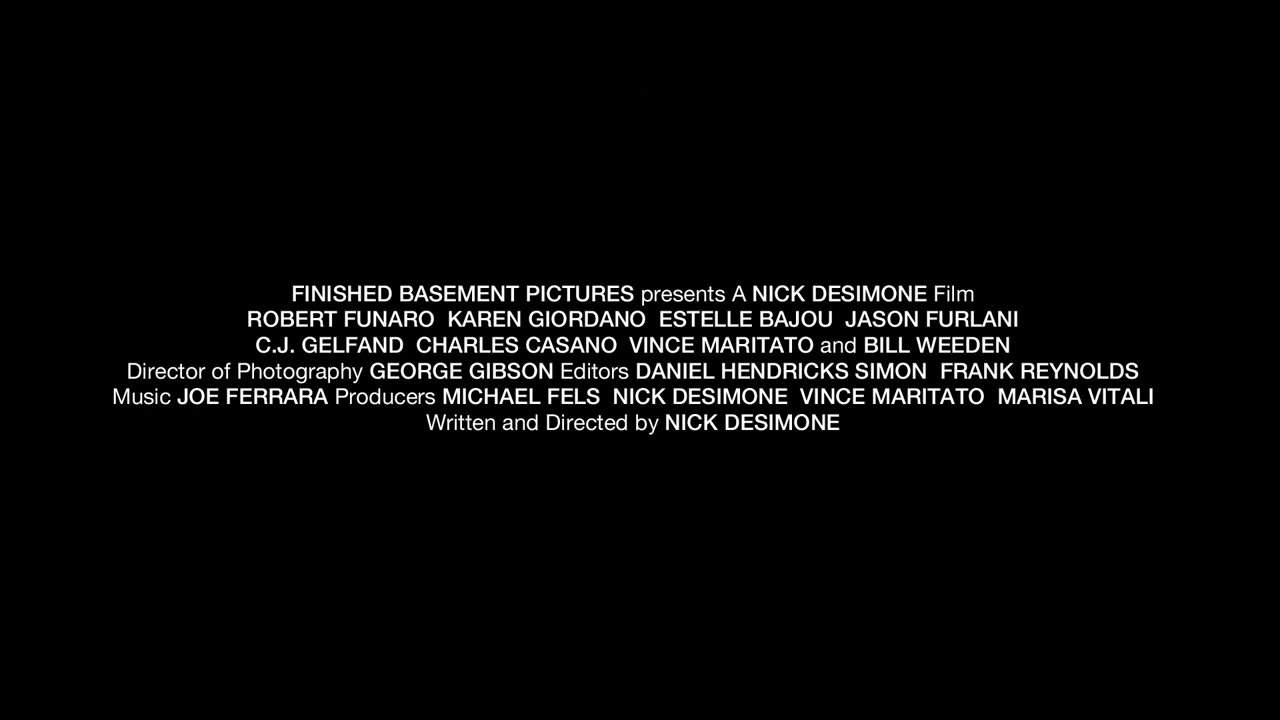 FINISHED BASEMENT PICTURES presents A NICK DESIMONE Film
ROBERT FUNARO KAREN GIORDANO ESTELLE BAJOU JASON FURLANI
C.J. GELFAND CHARLES CASANO VINCE MARITATO and BILL WEEDEN
Director of Photography GEORGE GIBSON Editors DANIEL HENDRICKS SIMON FRANK REYNOLDS
Music JOE FERRARA Producers MICHAEL FELS NICK DESIMONE VINCE MARITATO MARISA VITALI
Written and Directed by NICK DESIMONE